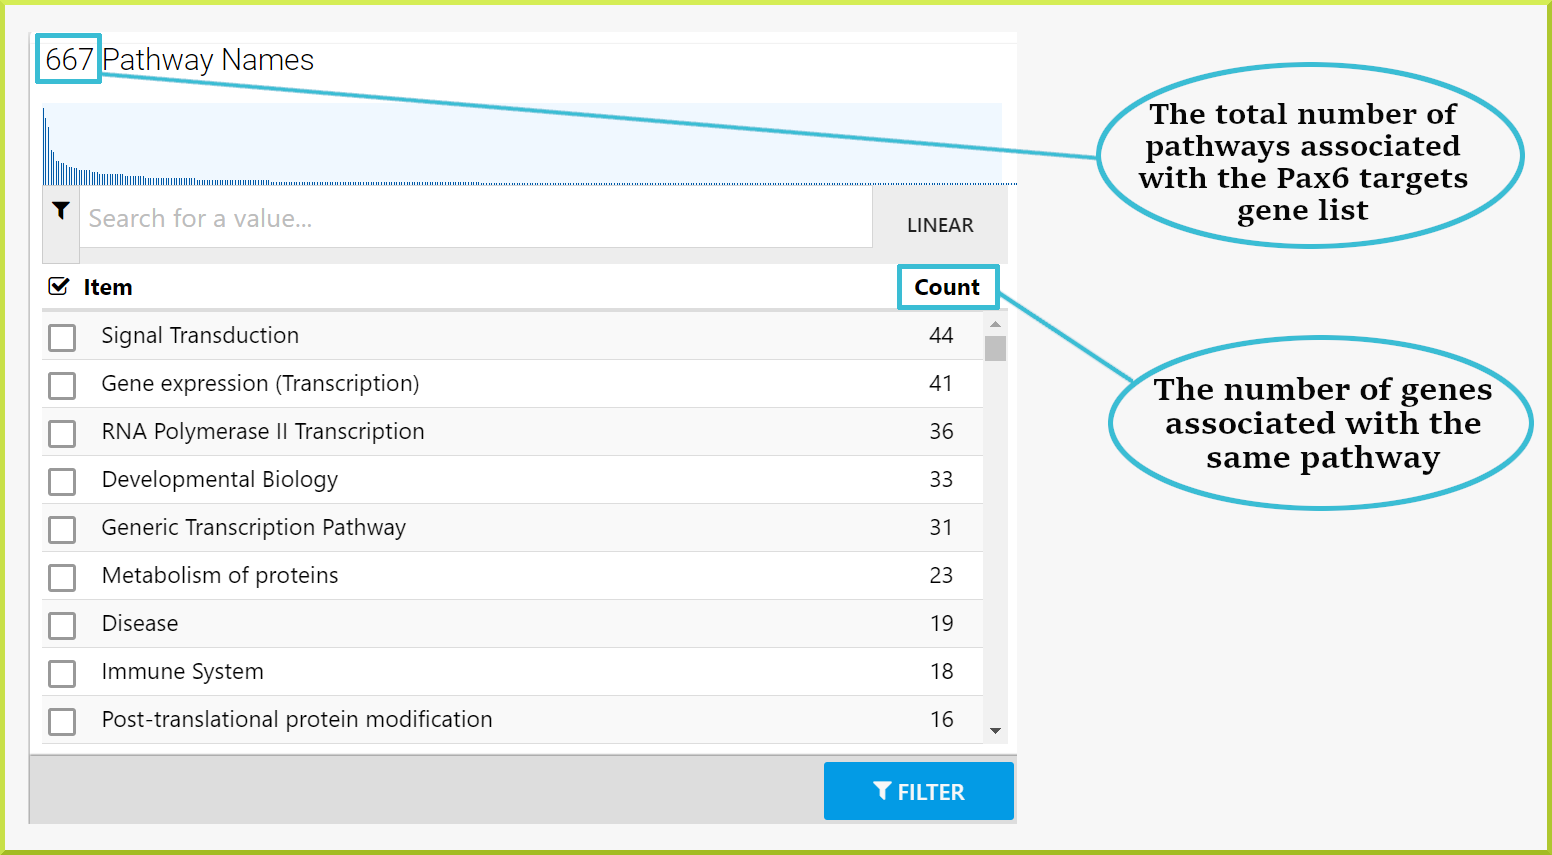 667 Pathway Names
The total number of
pathways associated
with the Pax6 targets
gene list
Search for a value...
LINEAR
Item Count
Signal Transduction 44
Gene expression (Transcription) 41
RNA Polymerase II Transcription 36
Developmental Biology 33
Generic Transcription Pathway 31
Metabolism of proteins 23
Disease 19
Immune System 18
Post-translational protein modification 16
The number of genes
associated with the
same pathway
FILTER